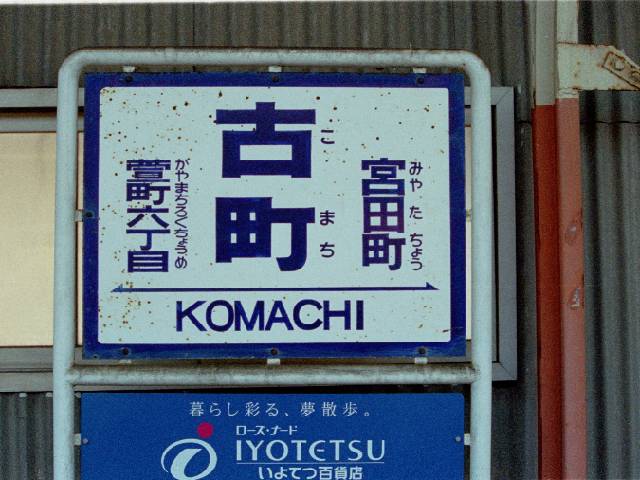 古町
こまち
萱町六丁目
がやまちろくちょうめ
宮田町
みやたちょう
KOMACHI
暮らし彩る、夢散歩。
ローズ・ナード
IYOTETSU
いよてつ百貨店